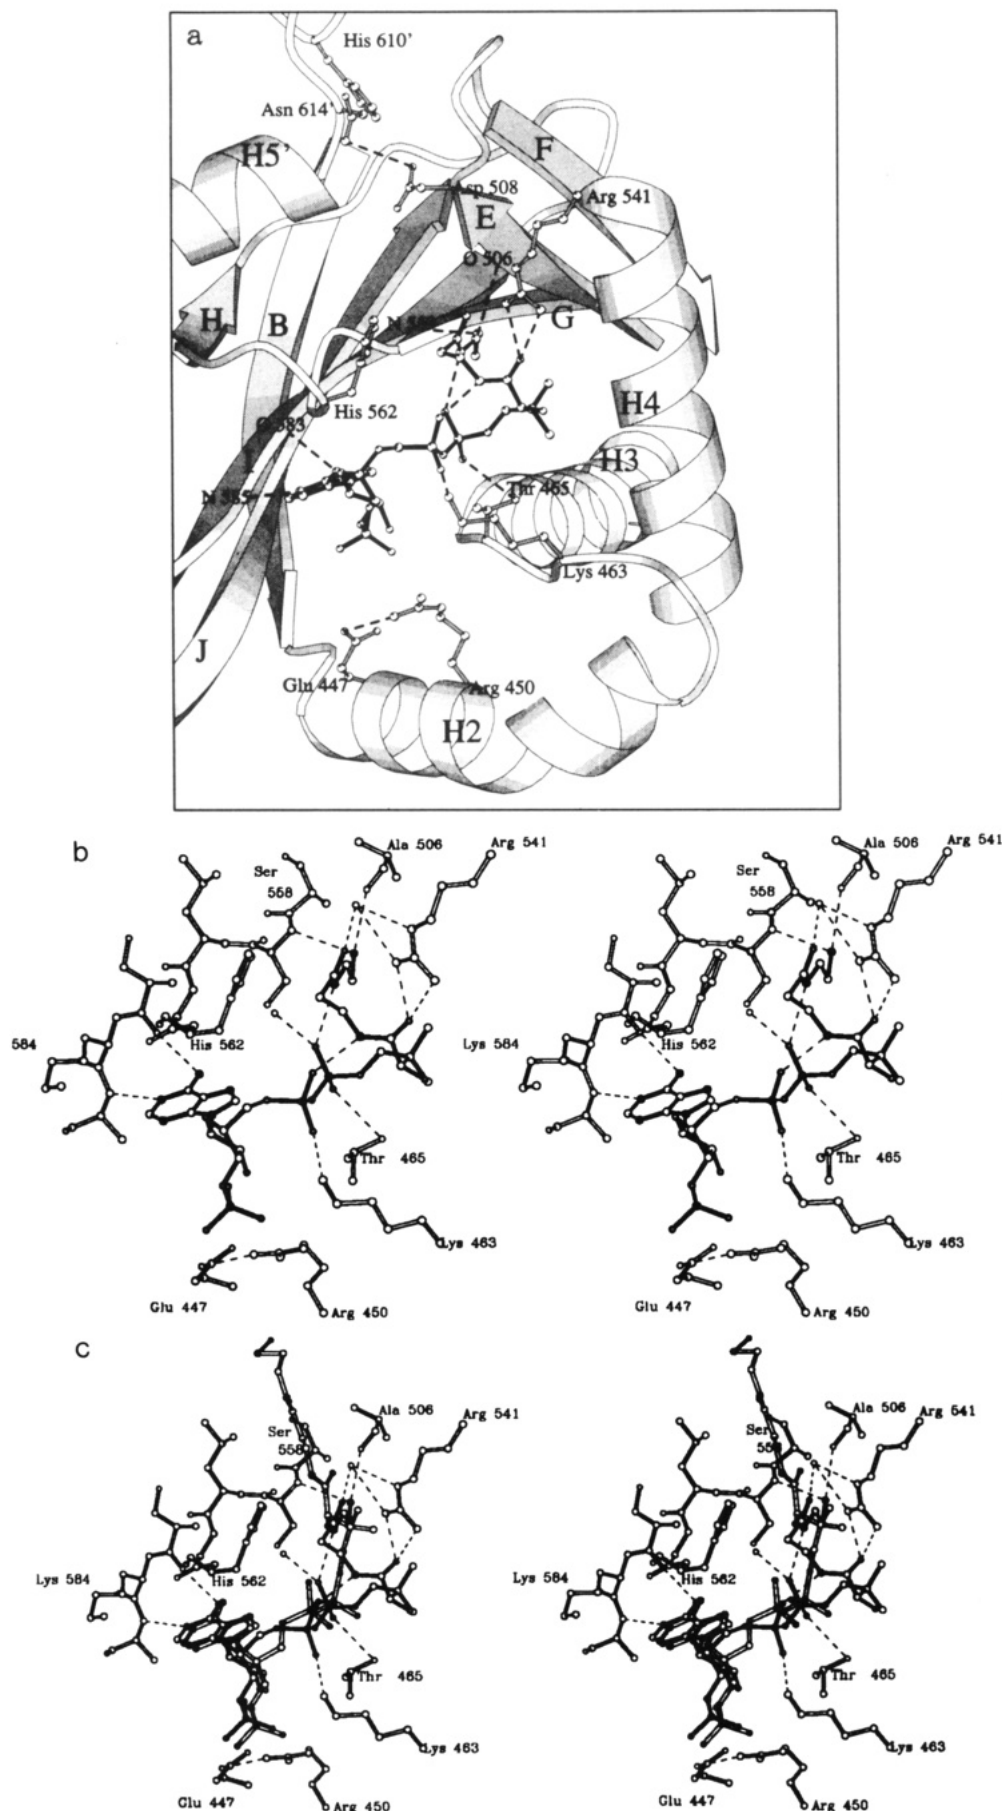 a
His 610'
Asn 614'
H5'
F
Asp 508
Arg 541
E
O 506
H
B
G
His 562
H4
O 583
I
H3
N 585
Thr 465
Lys 463
J
Glu 447
Arg 450
H2
b
Ala 506
Arg 541
Ser
558
584
His 562
Thr 465
Lys 463
Glu 447
Arg 450
Ala 506
Arg 541
Ser
558
Lys 584
His 562
Thr 465
Lys 463
Glu 447
Arg 450
c
Ala 506
Arg 541
Ser
558
Lys 584
His 562
Thr 465
Lys 463
Glu 447
Arg 450
Ala 506
Arg 541
Ser
Lys 584
His 562
Thr 465
Lys 463
Glu 447
Arg 450